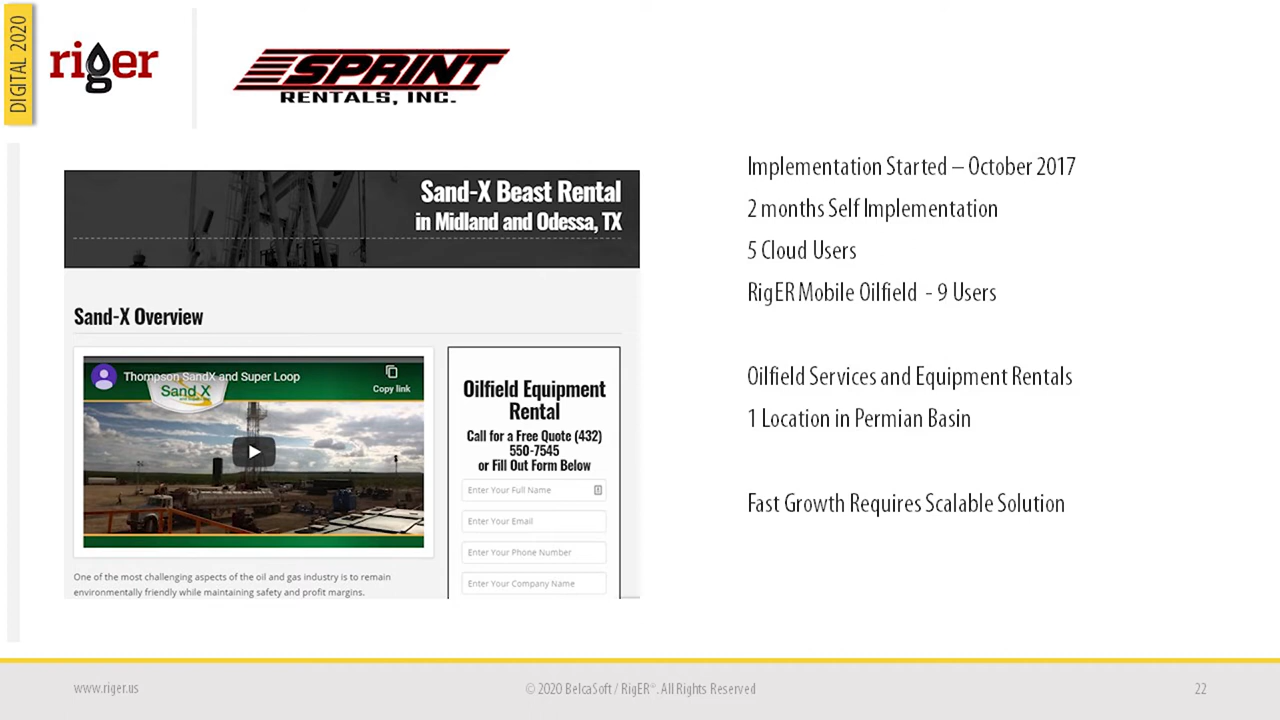 DIGITAL 2020
riger
SPRINT
RENTALS, INC.
Sand-X Beast Rental
in Midland and Odessa, TX
Sand-X Overview
Thompson SandX and Super Loop
Copy link
Sand X
Oilfield Equipment
Rental
Call for a Free Quote (432)
550-7545
or Fill Out Form Below
Enter Your Full Name
Enter Your Email
Enter Your Phone Number
Enter Your Company Name
One of the most challenging aspects of the oil and gas industry is to remain
environmentally friendly while maintaining safety and profit margins.
Implementation Started – October 2017
2 months Self Implementation
5 Cloud Users
RigER Mobile Oilfield - 9 Users
Oilfield Services and Equipment Rentals
1 Location in Permian Basin
Fast Growth Requires Scalable Solution
www.riger.us
© 2020 BelcaSoft / RigER®. All Rights Reserved
22